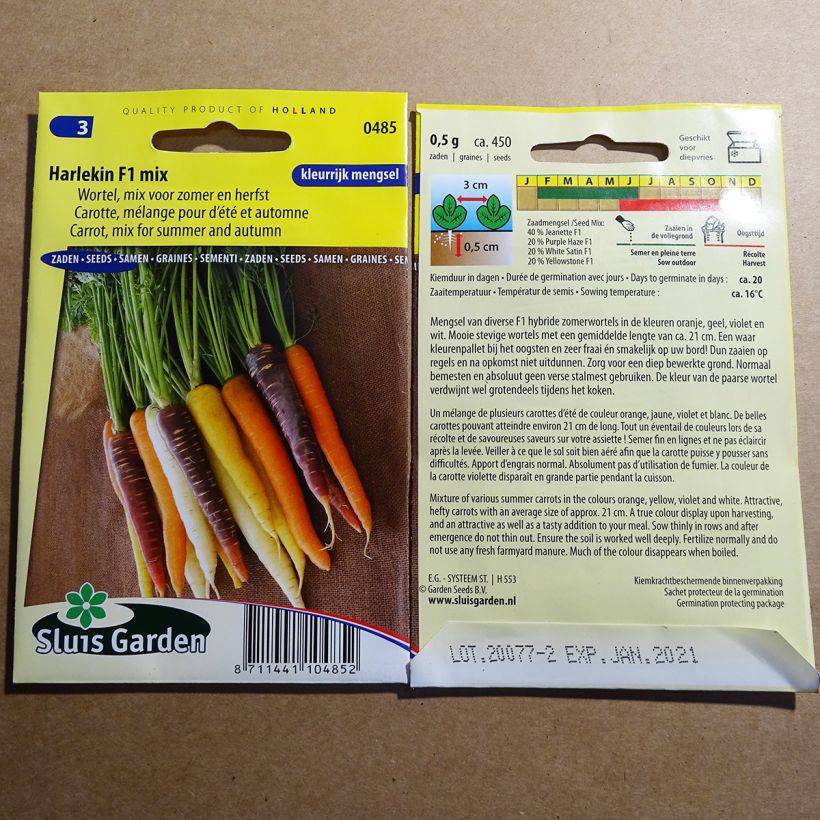 QUALITY PRODUCT OF HOLLAND
3
0485
Harlekin F1 mix
kleurrijk mengsel
Wortel, mix voor zomer en herfst
Carotte, mélange pour d'été et automne
Carrot, mix for summer and autumn
ZADEN • SEEDS • SAMEN • GRAINES • SEMENTI • ZADEN • SEEDS • SAMEN • GRAINES • SEM
Sluis Garden
8 711441 104852
0,5 g ca. 450
zaden | graines | seeds
Geschikt
voor
diepvries
3 cm
0,5 cm
J F M A M J J A S O N D
Zaadmengsel /Seed Mix:
40 % Jeanette F1
20 % Purple Haze F1
20 % White Satin F1
20 % Yellowstone F1
Zaaien in
de vollegrond
Semer en pleine terre
Sow outdoor
Oogsttijd
Récolte
Harvest
Kiemduur in dagen • Durée de germination avec jours • Days to germinate in days : ca. 20
Zaaitemperatuur • Températur de semis • Sowing temperature : ca. 16°C
Mengsel van diverse F1 hybride zomerwortels in de kleuren oranje, geel, violet en
wit. Mooie stevige wortels met een gemiddelde lengte van ca. 21 cm. Een waar
kleurenpallet bij het oogsten en zeer fraai én smakelijk op uw bord! Dun zaaien op
regels en na opkomst niet uitdunnen. Zorg voor een diep bewerkte grond. Normaal
bemesten en absoluut geen verse stalmest gebruiken. De kleur van de paarse wortel
verdwijnt wel grotendeels tijdens het koken.
Un mélange de plusieurs carottes d'été de couleur orange, jaune, violet et blanc. De belles
carottes pouvant atteindre environ 21 cm de long. Tout un éventail de couleurs lors de sa
récolte et de savoureuses saveurs sur votre assiette ! Semer fin en lignes et ne pas éclaircir
après la levée. Veiller à ce que le sol soit bien aéré afin que la carotte puisse y pousser sans
difficultés. Apport d'engrais normal. Absolument pas d'utilisation de fumier. La couleur de
la carotte violette disparait en grande partie pendant la cuisson.
Mixture of various summer carrots in the colours orange, yellow, violet and white. Attractive,
hefty carrots with an average size of approx. 21 cm. A true colour display upon harvesting,
and an attractive as well as a tasty addition to your meal. Sow thinly in rows and after
emergence do not thin out. Ensure the soil is worked well deeply. Fertilize normally and do
not use any fresh farmyard manure. Much of the colour disappears when boiled.
E.G. - SYSTEEM ST. | H 553
© Garden Seeds B.V.
www.sluisgarden.nl
Kiemkrachtbeschermende binnenverpakking
Sachet protecteur de la germination
Germination protecting package
LOT.20077-2 EXP.JAN.2021